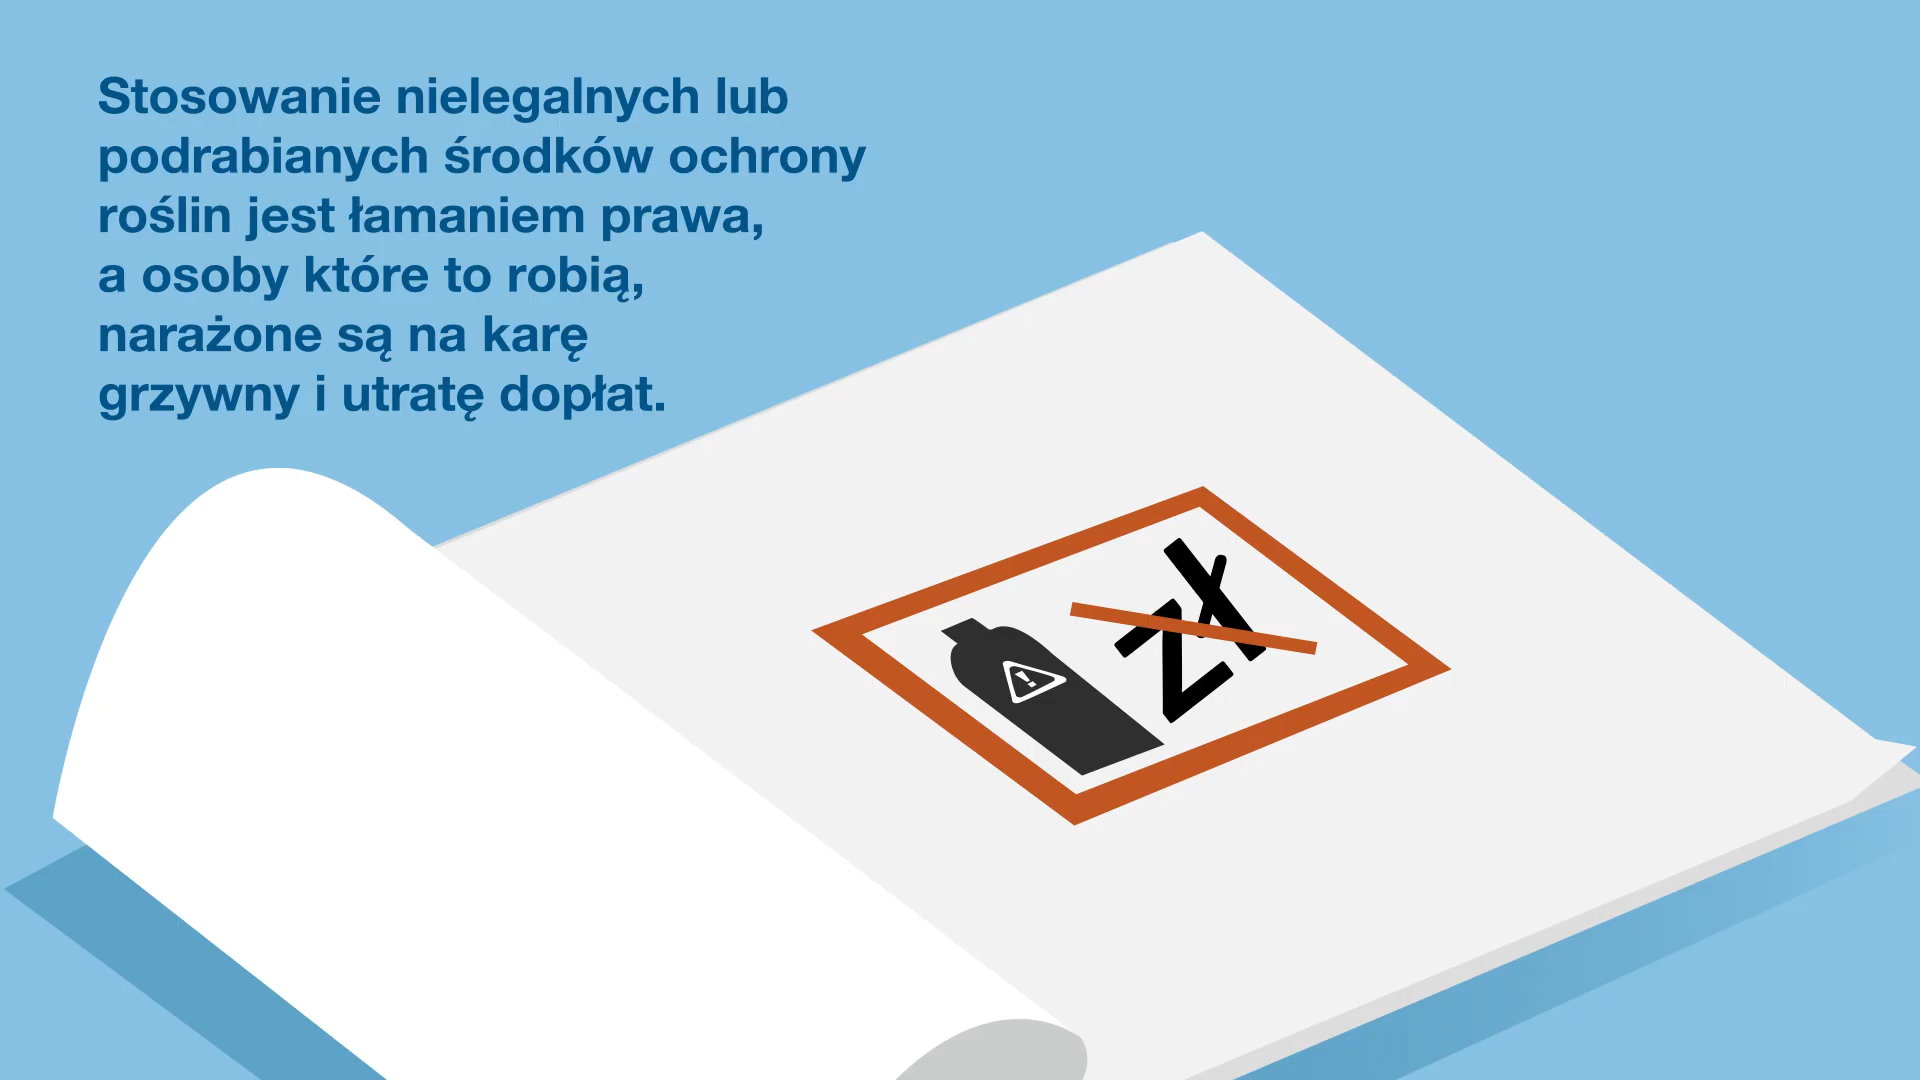 Stosowanie nielegalnych lub
podrabianych środków ochrony
roślin jest łamaniem prawa,
a osoby które to robią,
narażone są na karę
grzywny i utratę dopłat.
zł